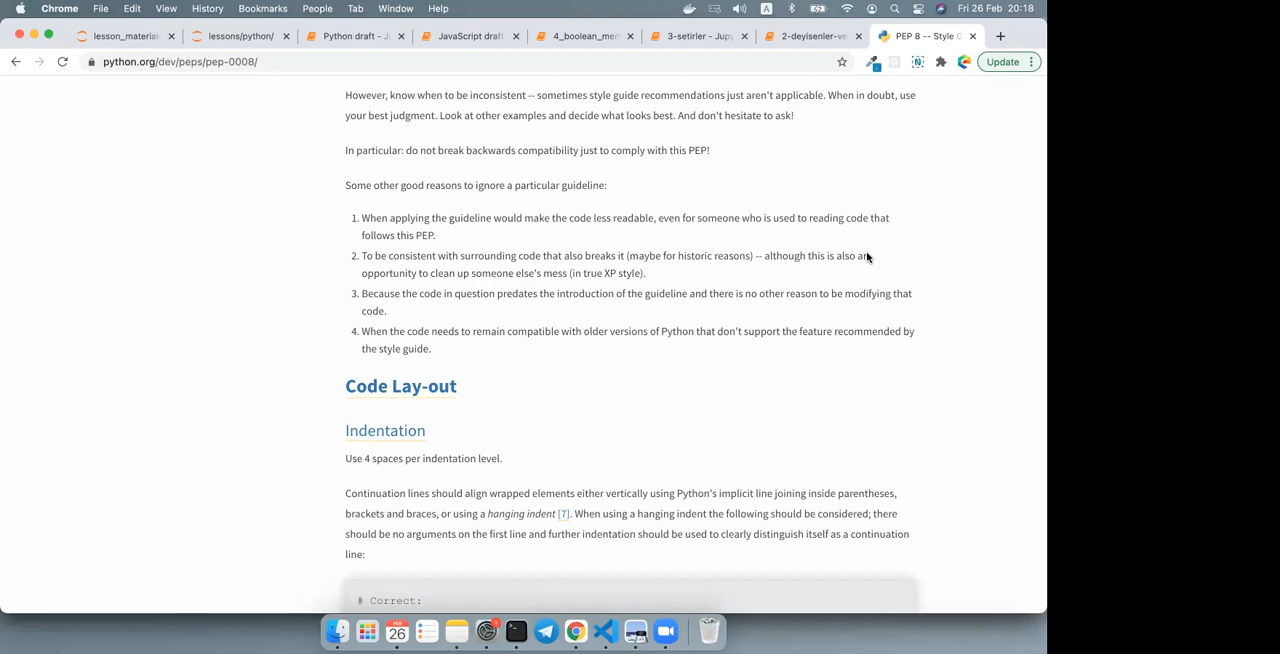 Chrome File Edit View History Bookmarks People Tab Window Help A Fri 26 Feb 20:18
lesson_material lessons/python/ Python draft - Ju JavaScript draft 4_boolean_men 3-setirler - Jupy 2-deyisenler-ve PEP 8 -- Style G
python.org/dev/peps/pep-0008/ Update
However, know when to be inconsistent -- sometimes style guide recommendations just aren't applicable. When in doubt, use
your best judgment. Look at other examples and decide what looks best. And don't hesitate to ask!
In particular: do not break backwards compatibility just to comply with this PEP!
Some other good reasons to ignore a particular guideline:
1. When applying the guideline would make the code less readable, even for someone who is used to reading code that
follows this PEP.
2. To be consistent with surrounding code that also breaks it (maybe for historic reasons) -- although this is also an
opportunity to clean up someone else's mess (in true XP style).
3. Because the code in question predates the introduction of the guideline and there is no other reason to be modifying that
code.
4. When the code needs to remain compatible with older versions of Python that don't support the feature recommended by
the style guide.
Code Lay-out
Indentation
Use 4 spaces per indentation level.
Continuation lines should align wrapped elements either vertically using Python's implicit line joining inside parentheses,
brackets and braces, or using a hanging indent [7]. When using a hanging indent the following should be considered; there
should be no arguments on the first line and further indentation should be used to clearly distinguish itself as a continuation
line:
# Correct:
FEB
26
1